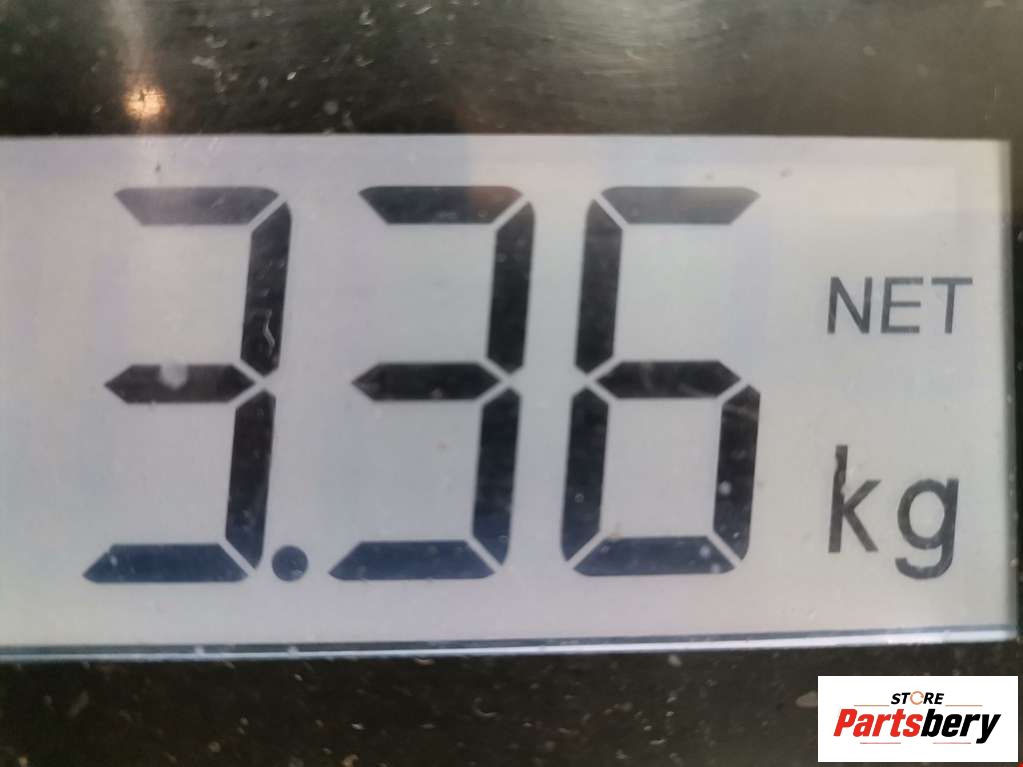 3.36 NET
kg
STORE
Partsbery